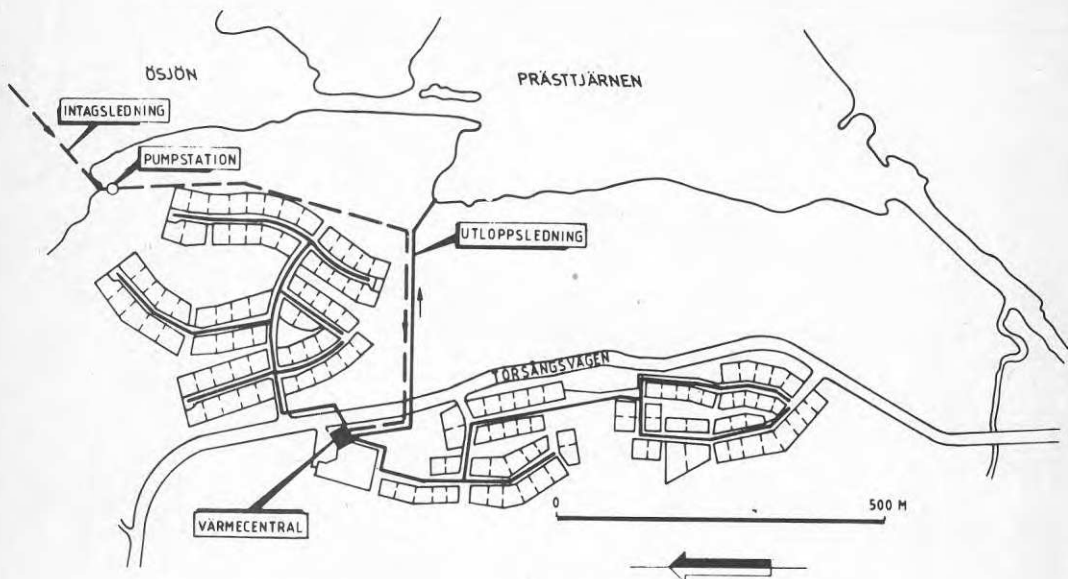 ÖSJÖN
PRÄSTTJÄRNEN
INTAGSLEDNING
PUMPSTATION
UTLOPPSLEDNING
TORSÅNGSVÄGEN
0 500 M
VÄRMECENTRAL